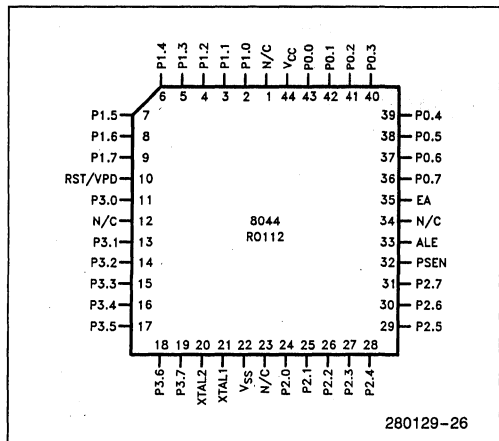 P1.4 P1.3 P1.2 P1.1 P1.0 N/C VCC P0.0 P0.1 P0.2 P0.3
6 5 4 3 2 1 44 43 42 41 40
P1.5 7 39 P0.4
P1.6 8 38 P0.5
P1.7 9 37 P0.6
RST/VPD 10 36 P0.7
P3.0 11 35 EA
N/C 12 8044 34 N/C
R0112
P3.1 13 33 ALE
P3.2 14 32 PSEN
P3.3 15 31 P2.7
P3.4 16 30 P2.6
P3.5 17 29 P2.5
18 19 20 21 22 23 24 25 26 27 28
P3.6 P3.7 XTAL2 XTAL1 VSS N/C P2.0 P2.1 P2.2 P2.3 P2.4
280129-26